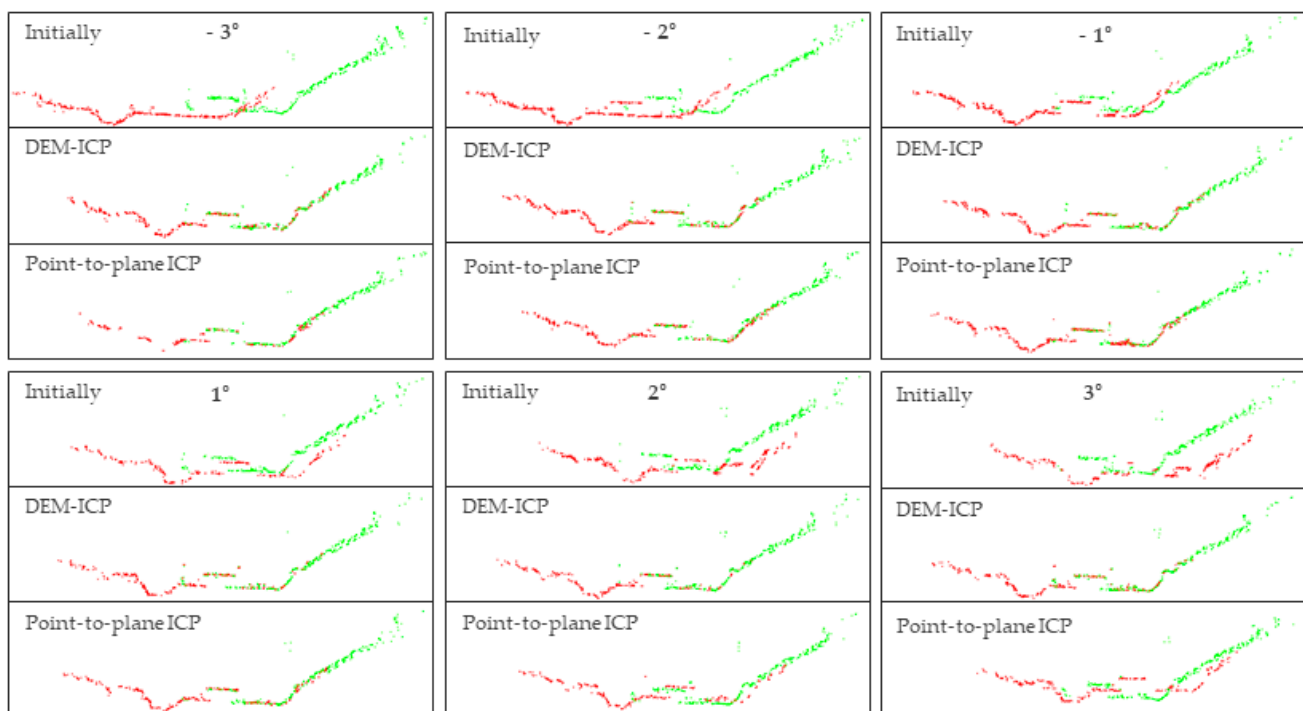 Initially - 3°
DEM-ICP
Point-to-plane ICP
Initially - 2°
DEM-ICP
Point-to-plane ICP
Initially - 1°
DEM-ICP
Point-to-plane ICP
Initially 1°
DEM-ICP
Point-to-plane ICP
Initially 2°
DEM-ICP
Point-to-plane ICP
Initially 3°
DEM-ICP
Point-to-plane ICP